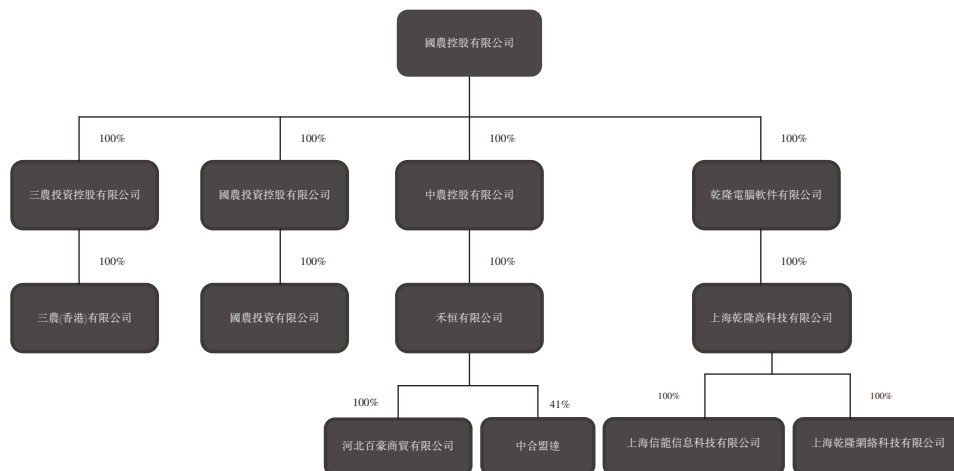 國農控股有限公司
100%
100%
100%
100%
三農投資控股有限公司
國農投資控股有限公司
中農控股有限公司
乾隆電腦軟件有限公司
100%
100%
100%
100%
三農(香港)有限公司
國農投資有限公司
禾恒有限公司
上海乾隆高科技有限公司
100%
41%
100%
100%
河北百豪商貿有限公司
中合盟達
上海信龍信息科技有限公司
上海乾隆網絡科技有限公司